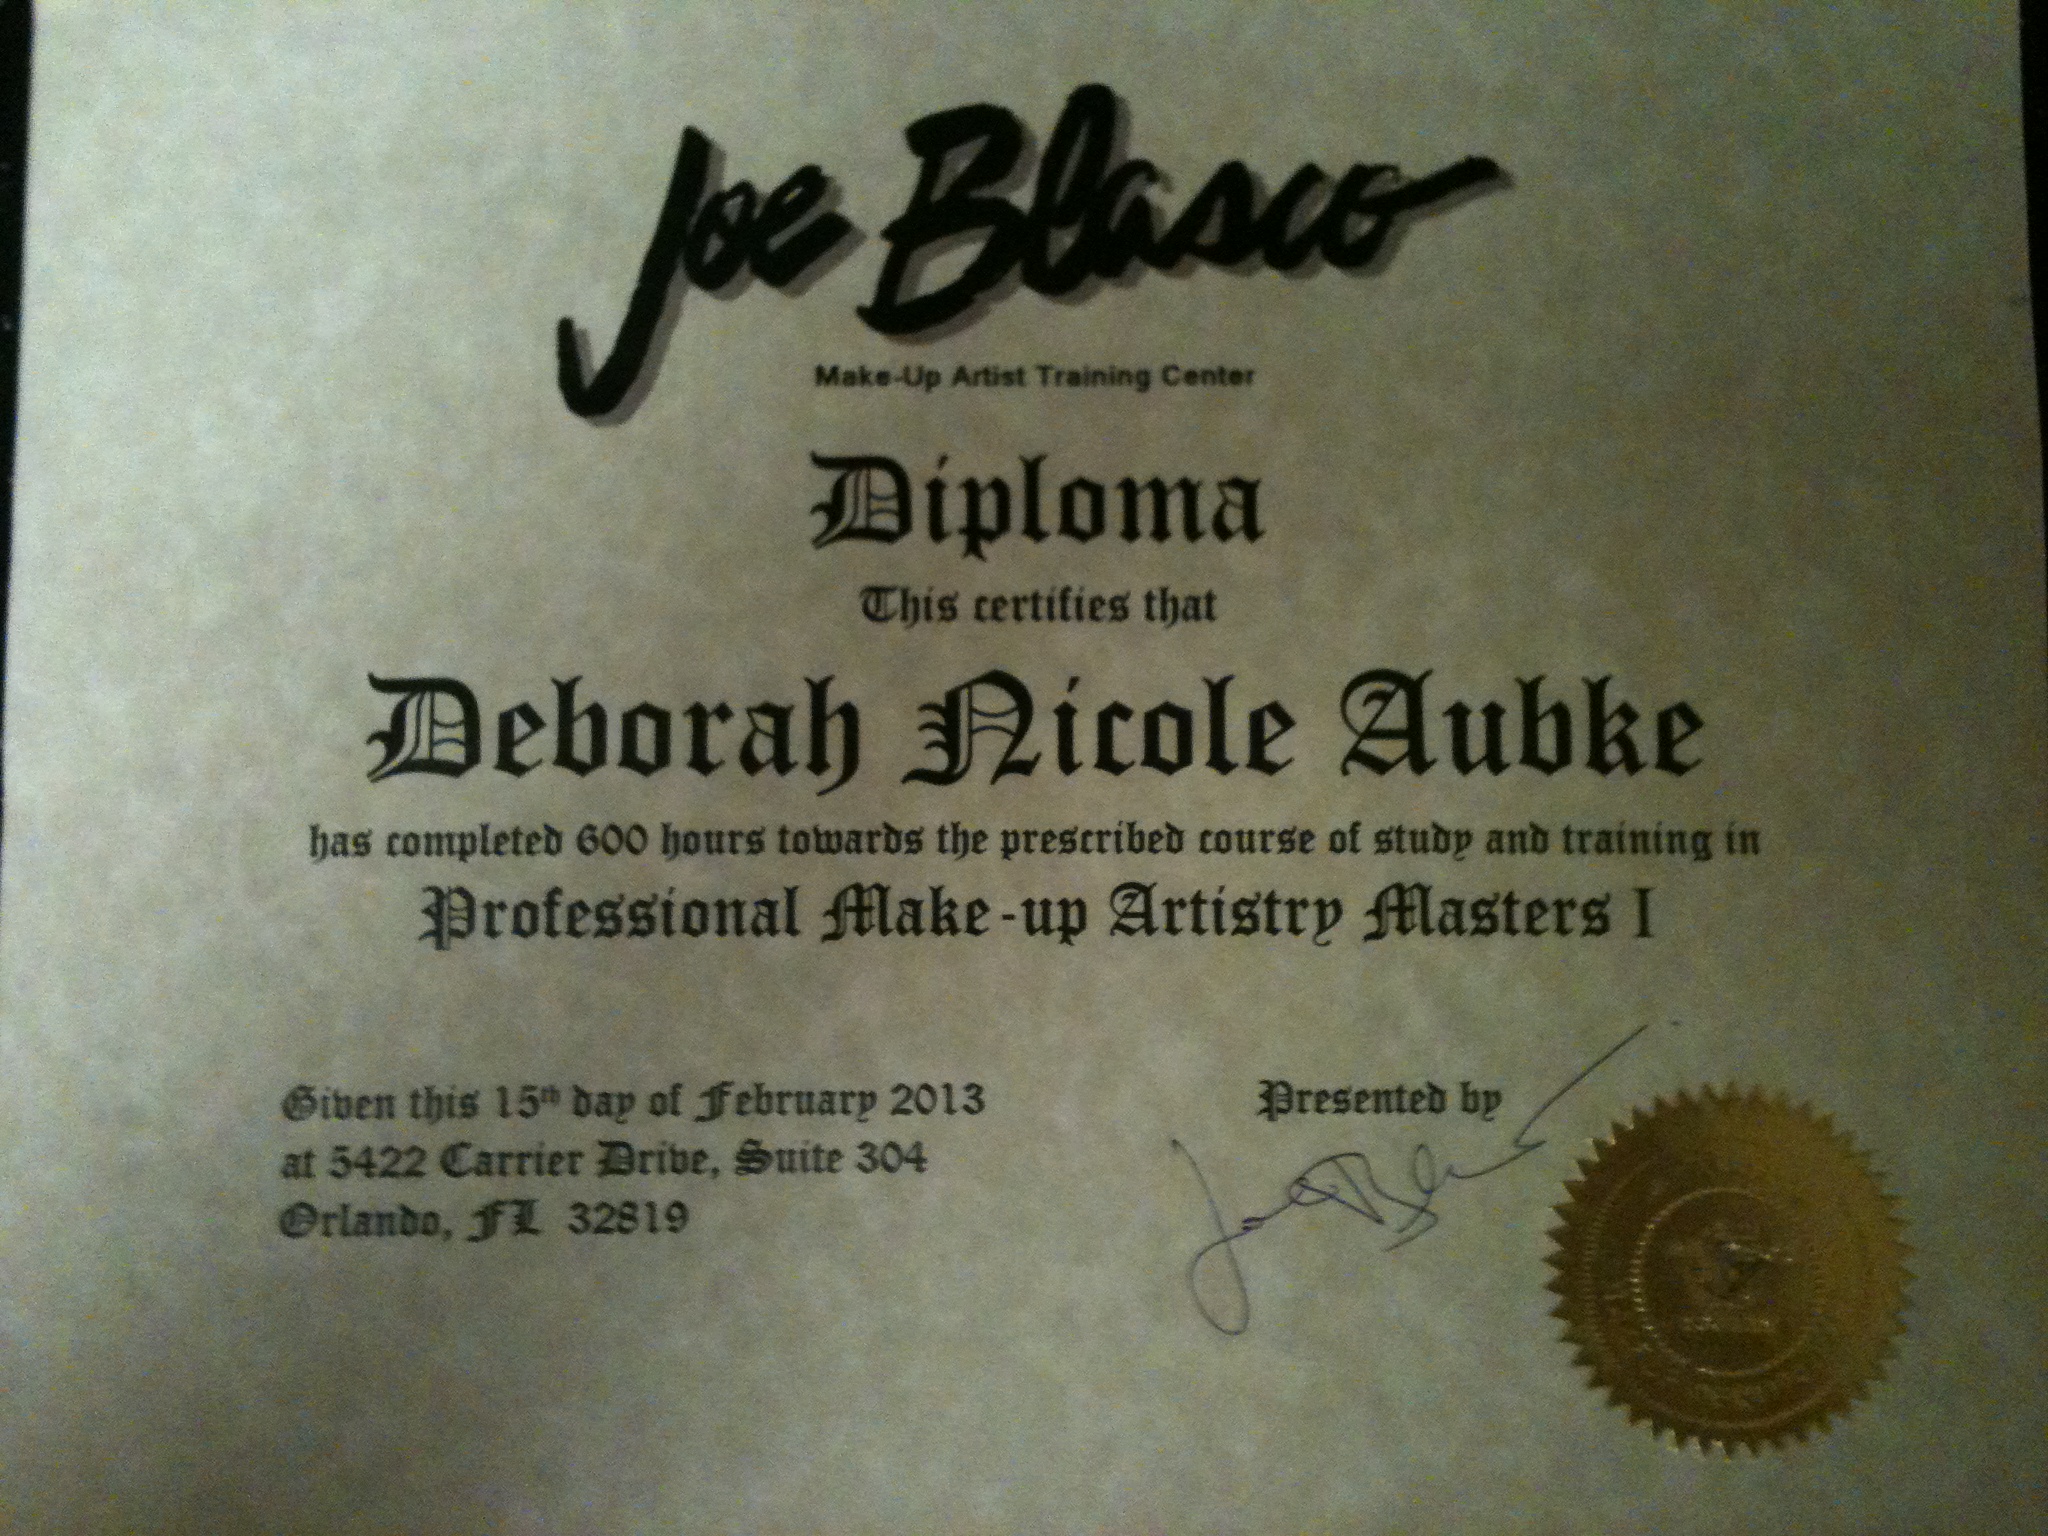 Joe Blasco
Make-Up Artist Training Center
Diploma
This certifies that
Deborah Nicole Aubke
has completed 600 hours towards the prescribed course of study and training in
Professional Make-up Artistry Masters I
Given this 15th day of February 2013
at 5422 Carrier Drive, Suite 304
Orlando, FL 32819
Presented by
Joe Blasco